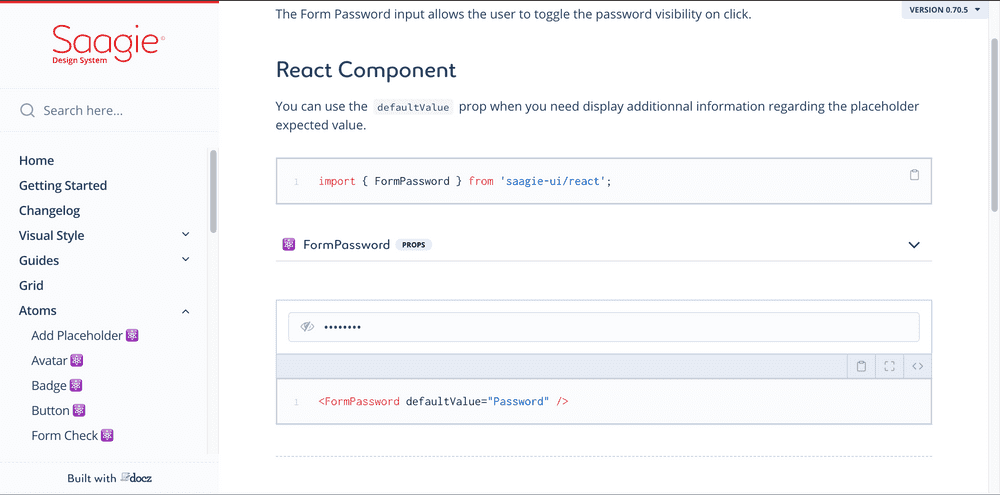 Saagie
Design System
Search here...
Home
Getting Started
Changelog
Visual Style
Guides
Grid
Atoms
Add Placeholder
Avatar
Badge
Button
Form Check
Built with docz
VERSION 0.70.5
The Form Password input allows the user to toggle the password visibility on click.
React Component
You can use the defaultValue prop when you need display additionnal information regarding the placeholder
expected value.
1 import { FormPassword } from 'saagie-ui/react';
FormPassword PROPS
••••••••
<>
1 <FormPassword defaultValue="Password" />